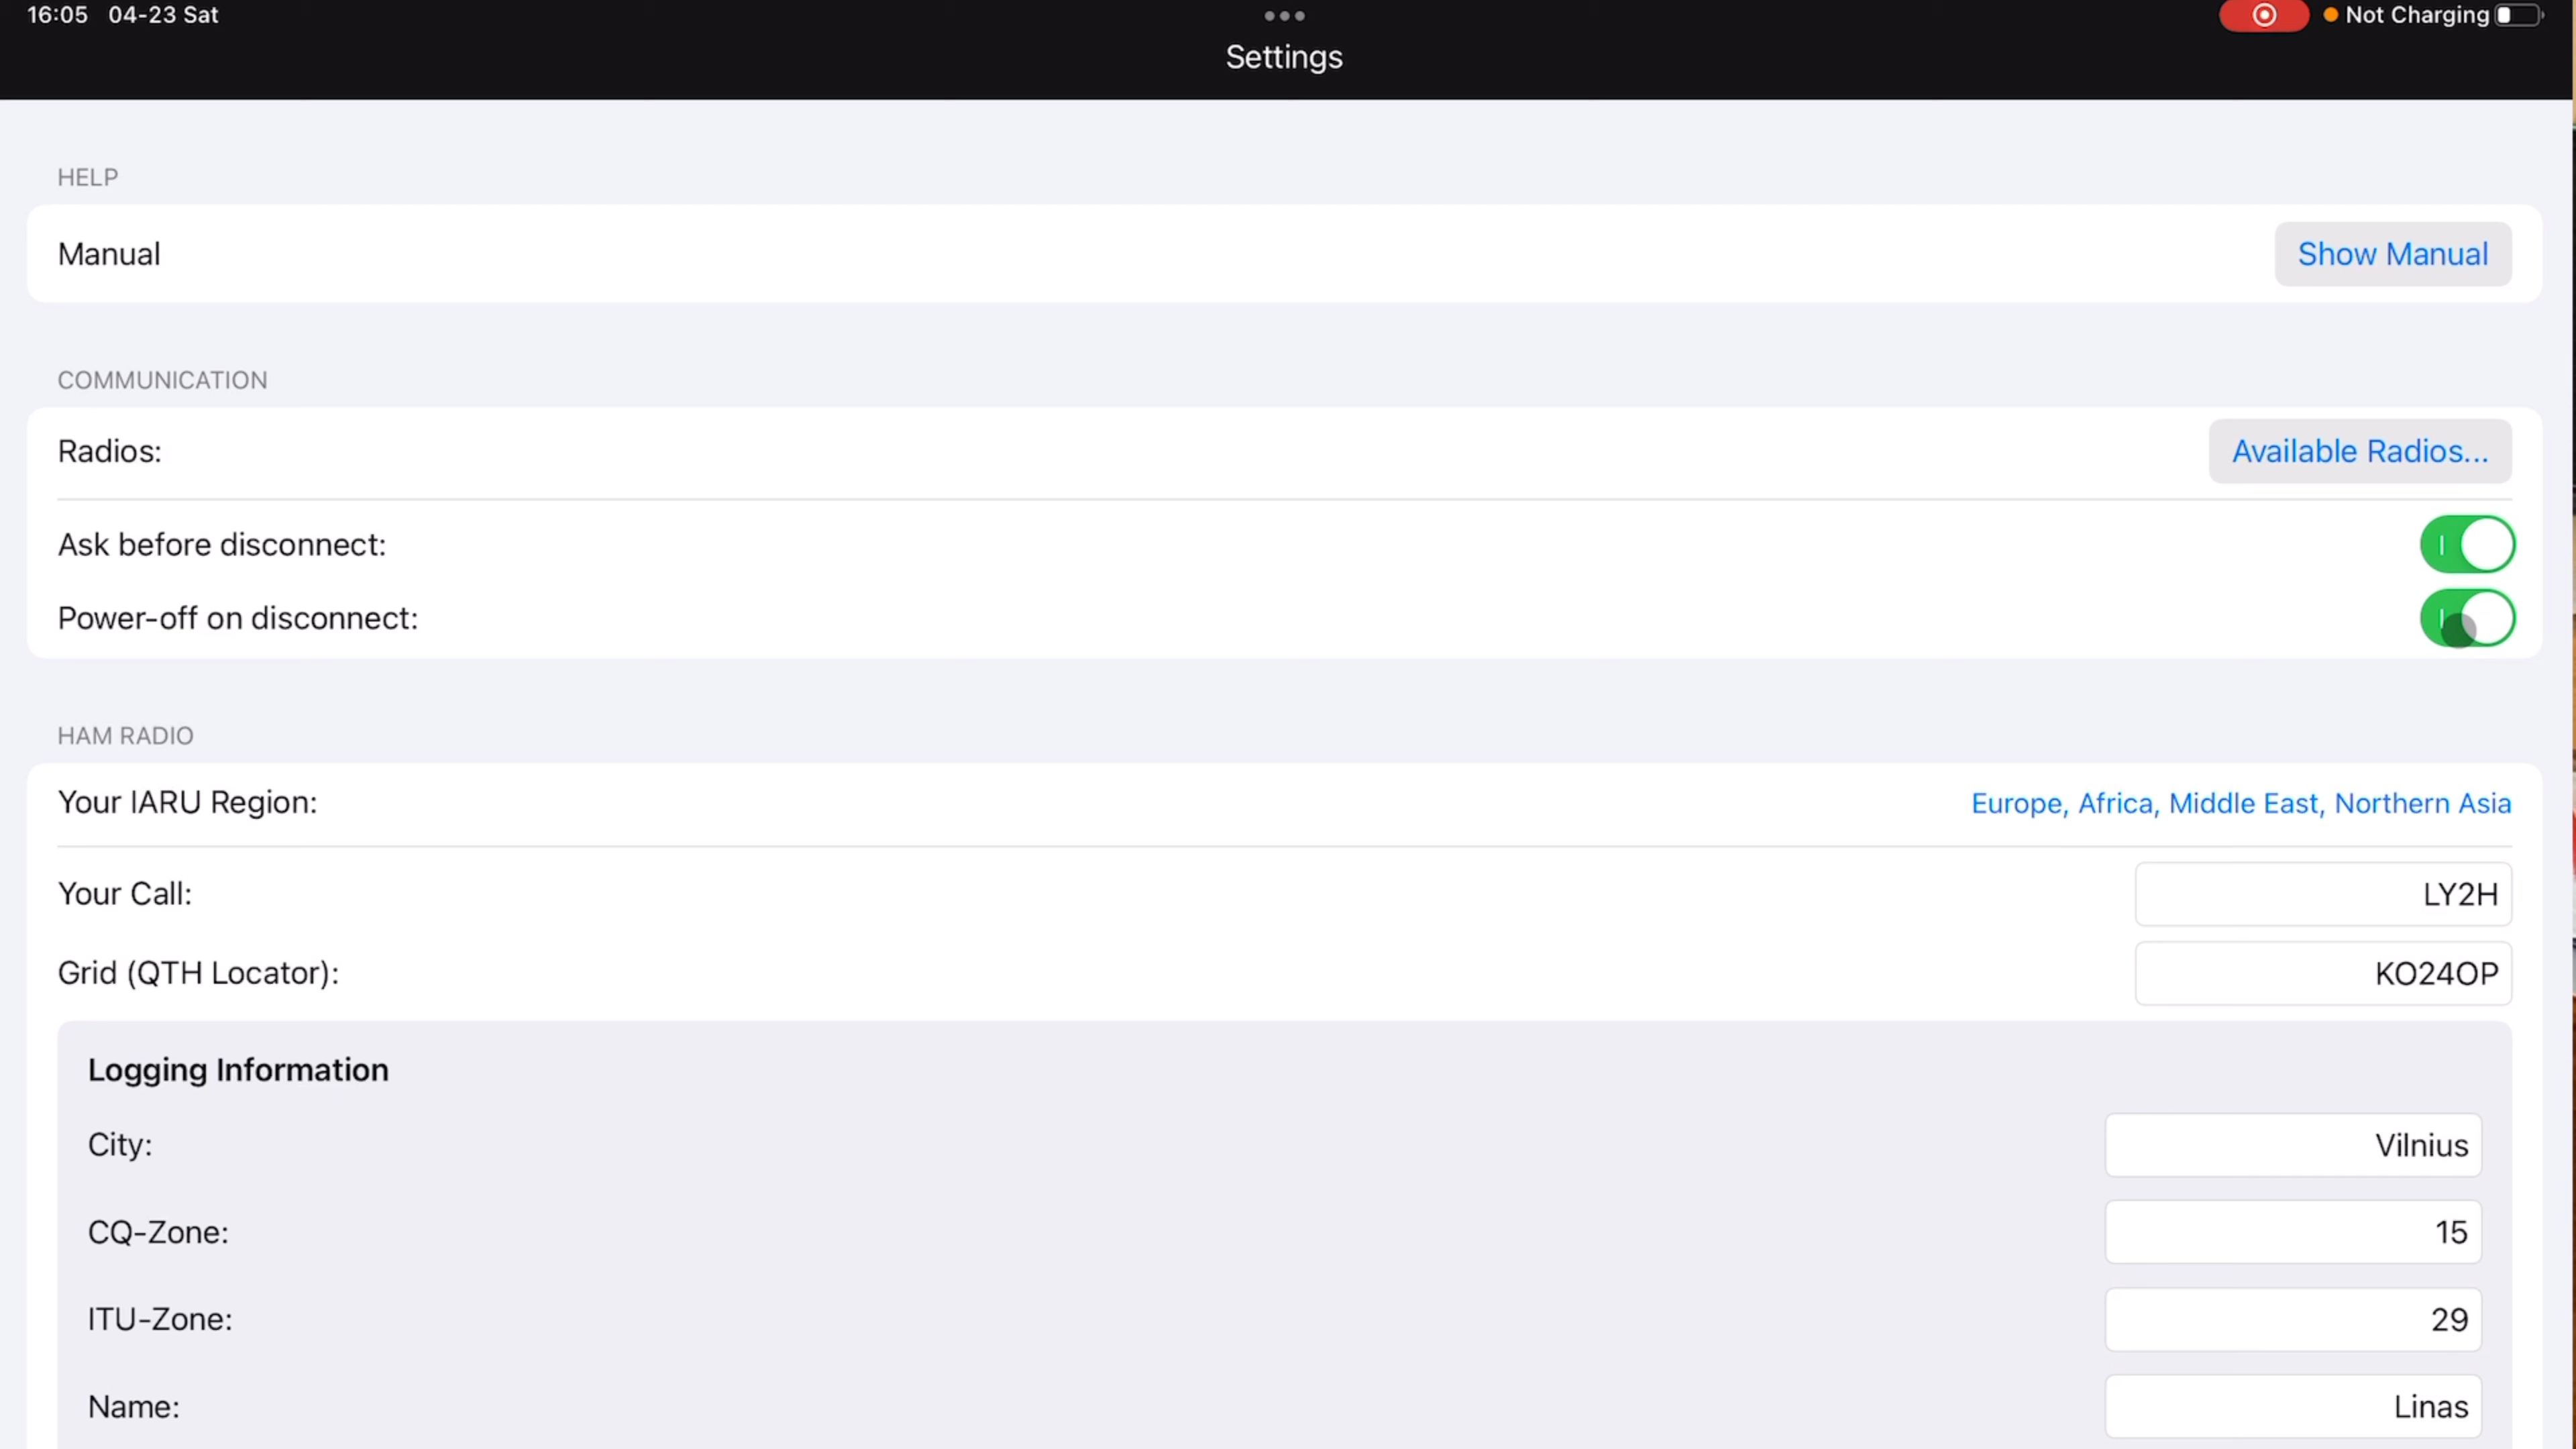 16:05 04-23 Sat
Not Charging
Settings
HELP
Manual
Show Manual
COMMUNICATION
Radios:
Available Radios...
Ask before disconnect:
Power-off on disconnect:
HAM RADIO
Your IARU Region:
Europe, Africa, Middle East, Northern Asia
Your Call:
LY2H
Grid (QTH Locator):
KO24OP
Logging Information
City:
Vilnius
CQ-Zone:
15
ITU-Zone:
29
Name:
Linas